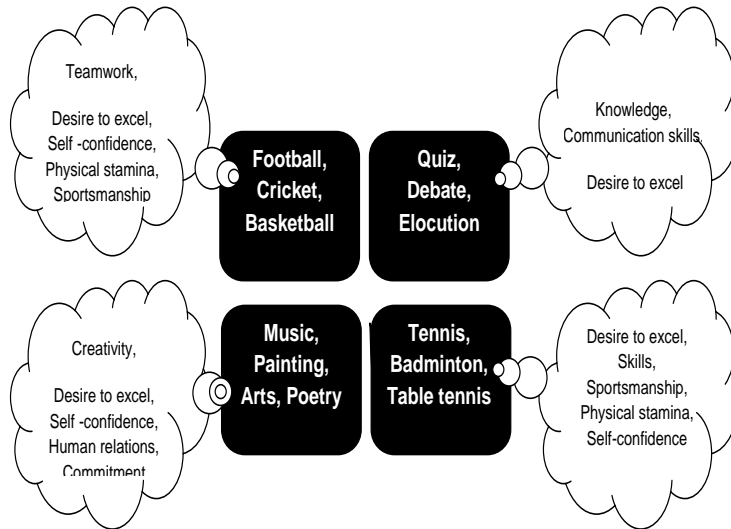 Teamwork,
Desire to excel,
Self -confidence,
Physical stamina,
Sportsmanship
Football,
Cricket,
Basketball
Quiz,
Debate,
Elocution
Knowledge,
Communication skills,
Desire to excel
Creativity,
Desire to excel,
Self -confidence,
Human relations,
Commitment
Music,
Painting,
Arts, Poetry
Tennis,
Badminton,
Table tennis
Desire to excel,
Skills,
Sportsmanship,
Physical stamina,
Self-confidence